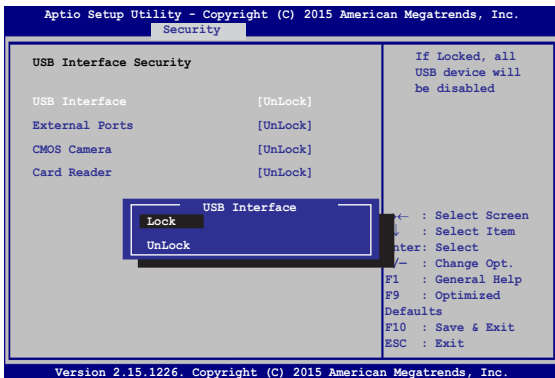 Aptio Setup Utility - Copyright (C) 2015 American Megatrends, Inc.
Security
USB Interface Security
USB Interface [UnLock]
External Ports [UnLock]
CMOS Camera [UnLock]
Card Reader [UnLock]
USB Interface
Lock
UnLock
If Locked, all
USB device will
be disabled
← : Select Screen
↓ : Select Item
nter: Select
/— : Change Opt.
F1 : General Help
F9 : Optimized
Defaults
F10 : Save & Exit
ESC : Exit
Version 2.15.1226. Copyright (C) 2015 American Megatrends, Inc.